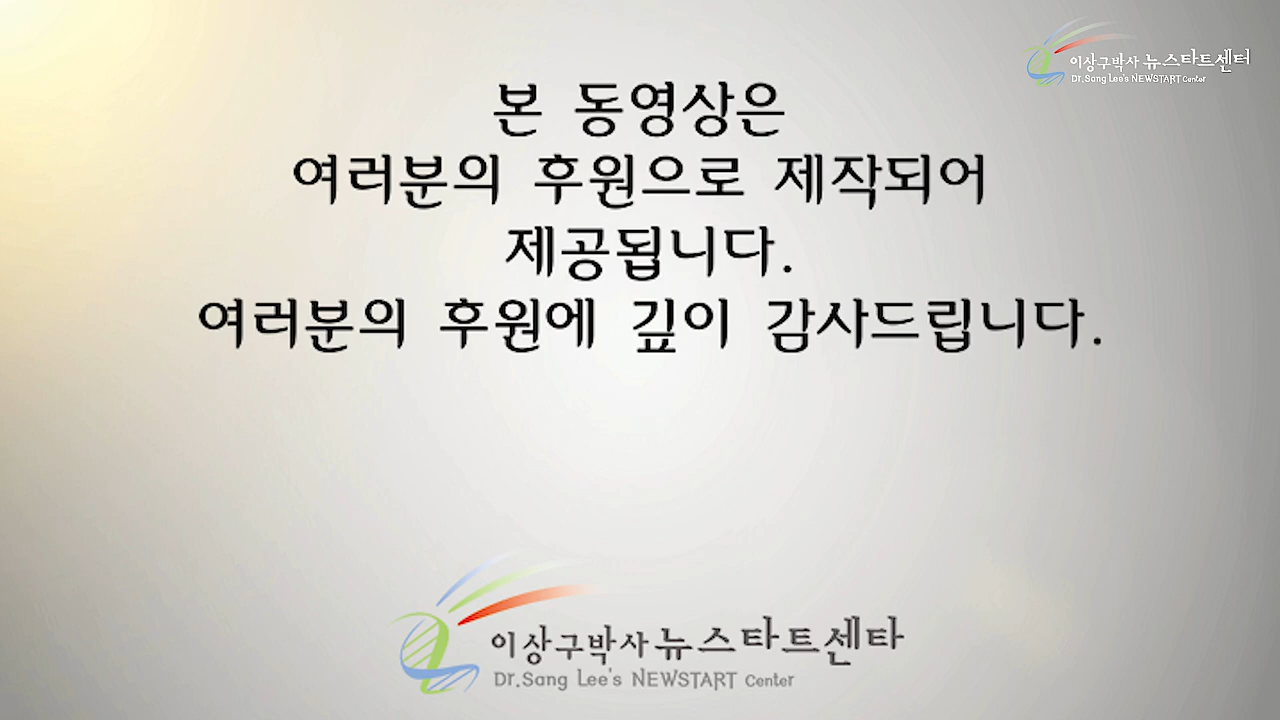 이상구박사 뉴스타트센터
Dr.Sang Lee's NEWSTART Center
본 동영상은
여러분의 후원으로 제작되어
제공됩니다.
여러분의 후원에 깊이 감사드립니다.
이상구박사 뉴스타트센타
Dr.Sang Lee's NEWSTART Center